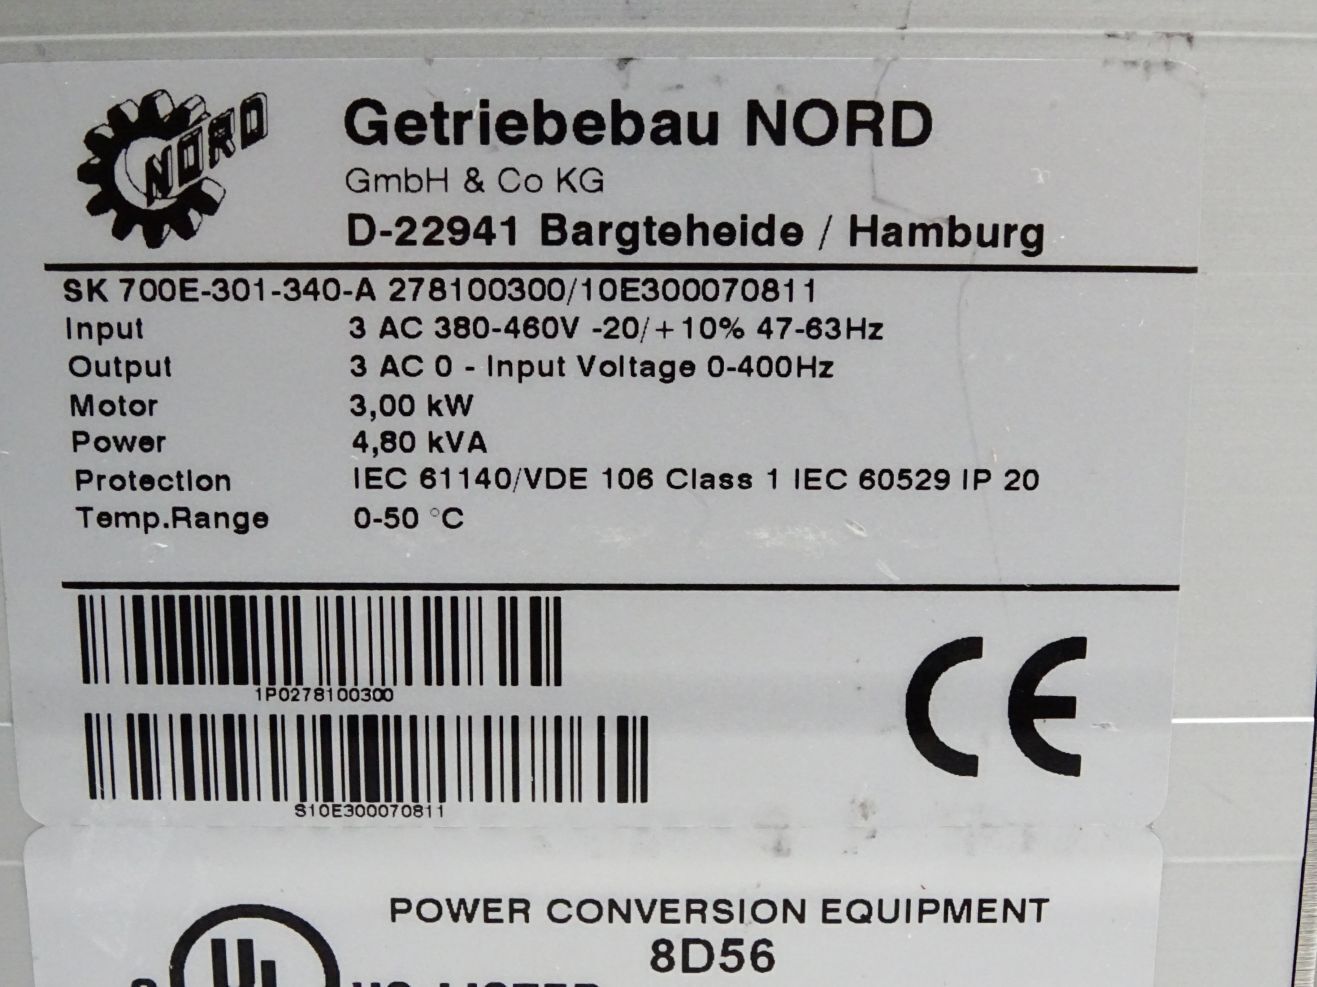 NORD
Getriebebau NORD
GmbH & Co KG
D-22941 Bargteheide / Hamburg
SK 700E-301-340-A 278100300/10E300070811
Input 3 AC 380-460V -20/+10% 47-63Hz
Output 3 AC 0 - Input Voltage 0-400Hz
Motor 3,00 kW
Power 4,80 kVA
Protection IEC 61140/VDE 106 Class 1 IEC 60529 IP 20
Temp.Range 0-50 °C
1P0278100300
CE
S10E300070811
POWER CONVERSION EQUIPMENT
8D56
UL
US LISTED